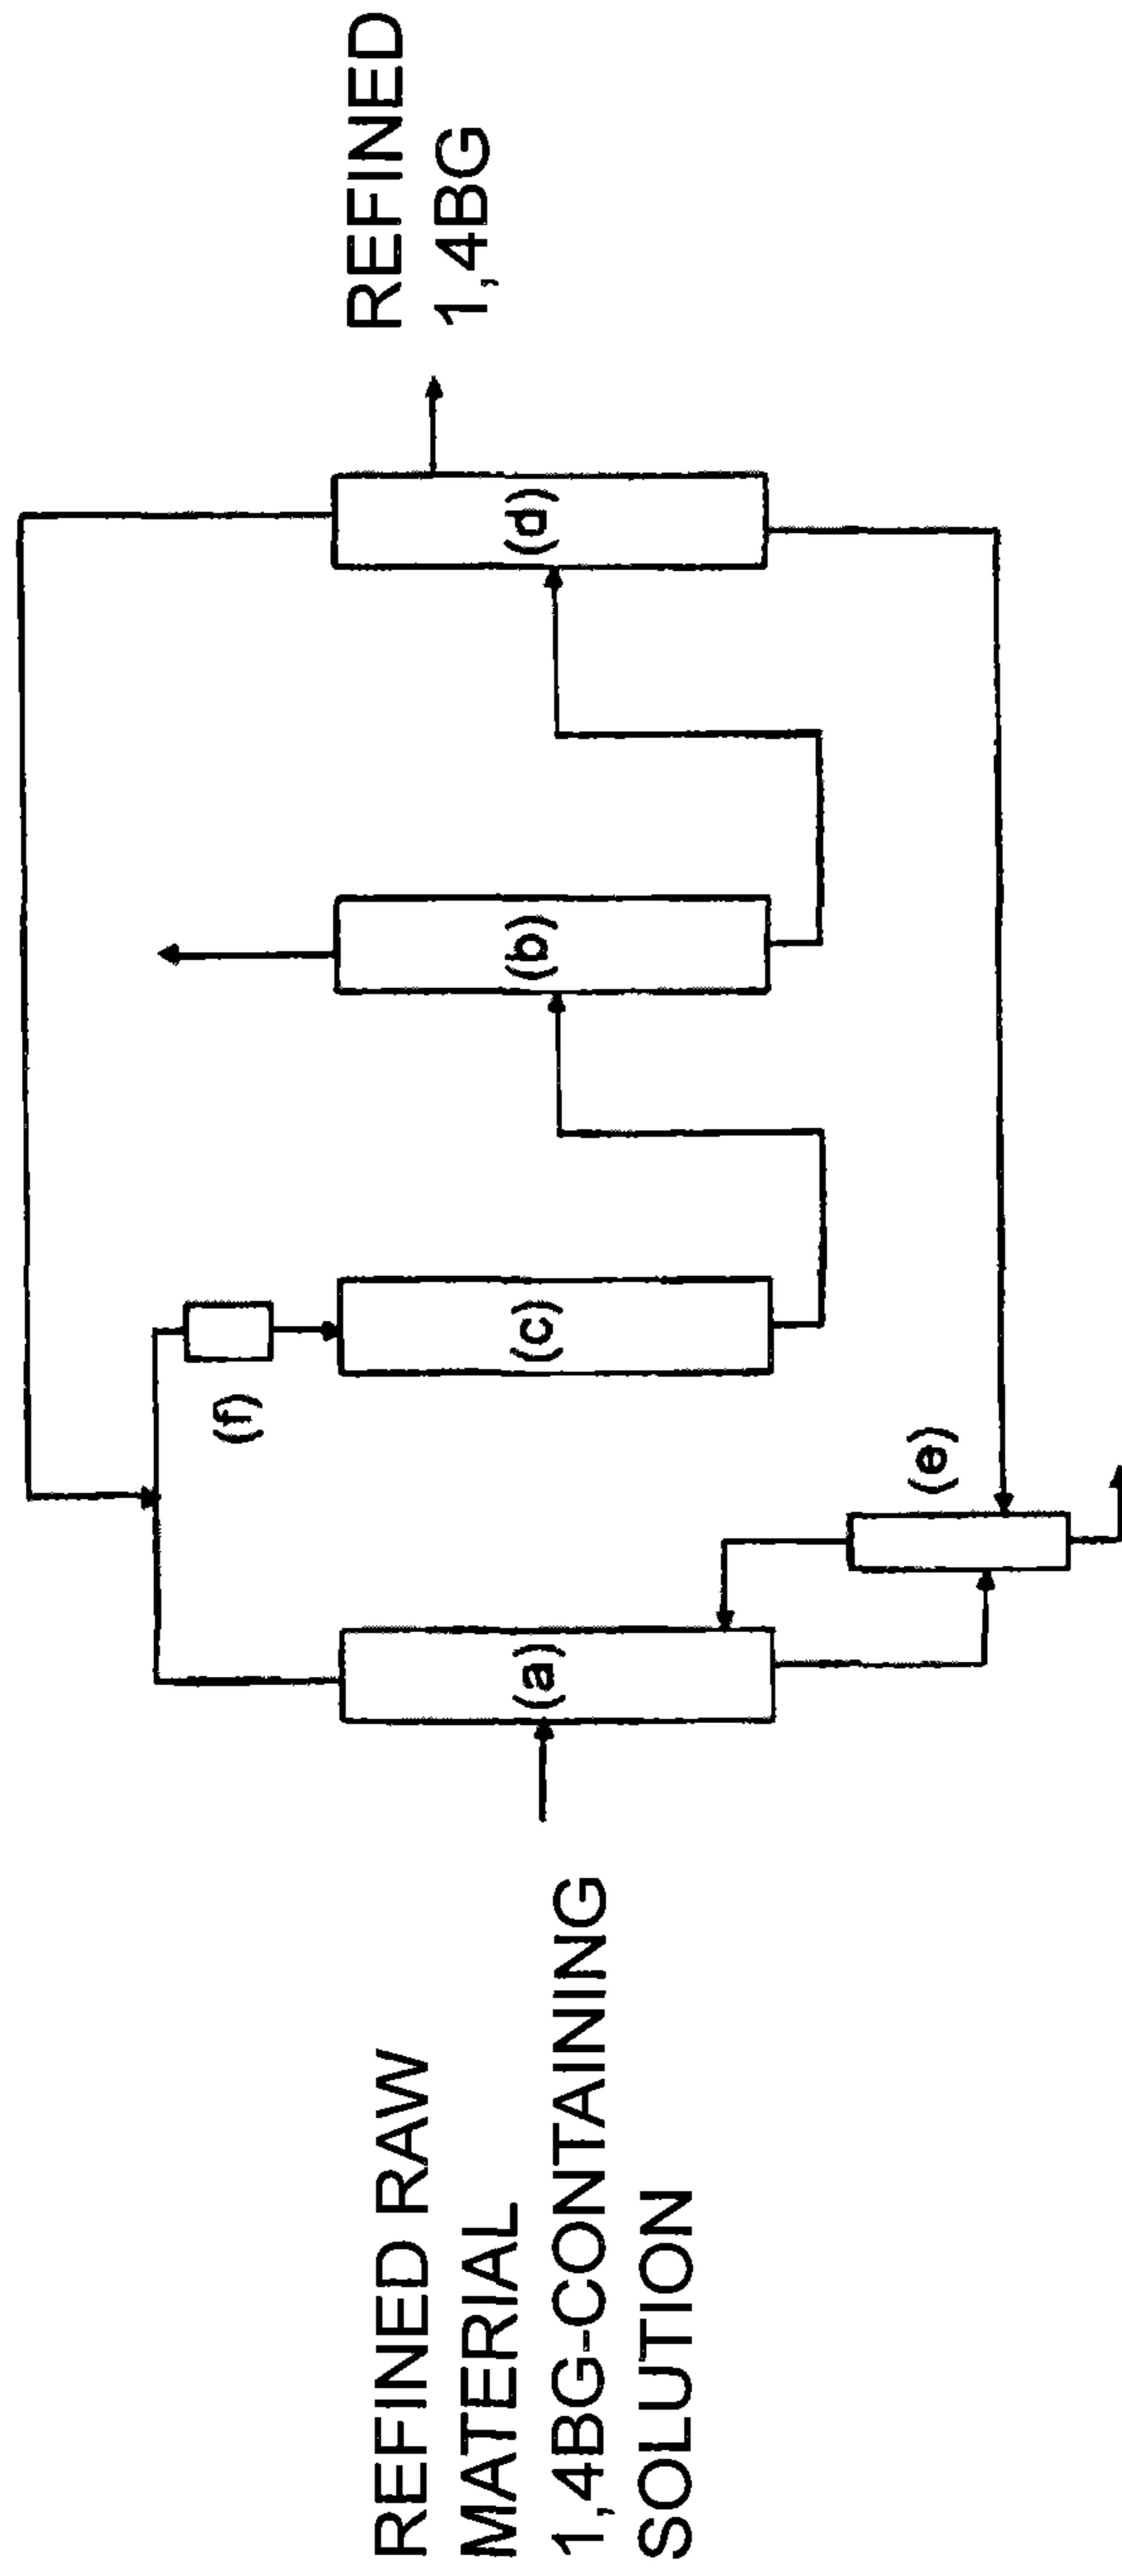 REFINED RAW
MATERIAL
1,4BG-CONTAINING
SOLUTION
(a)
(e)
(f)
(c)
(b)
(d)
REFINED
1,4BG